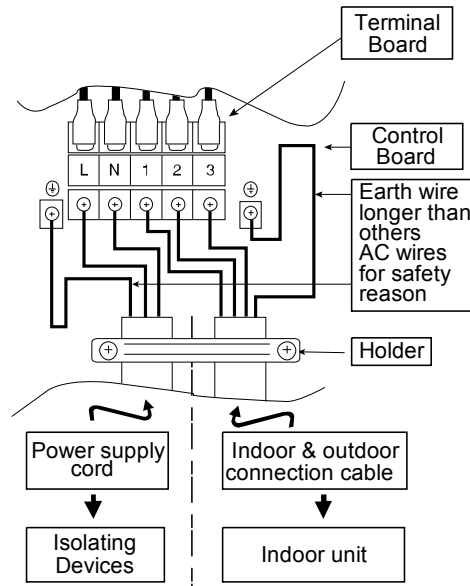 Terminal
Board
L N 1 2 3
Control
Board
Earth wire
longer than
others
AC wires
for safety
reason
Holder
Power supply
cord
Indoor & outdoor
connection cable
Isolating
Devices
Indoor unit